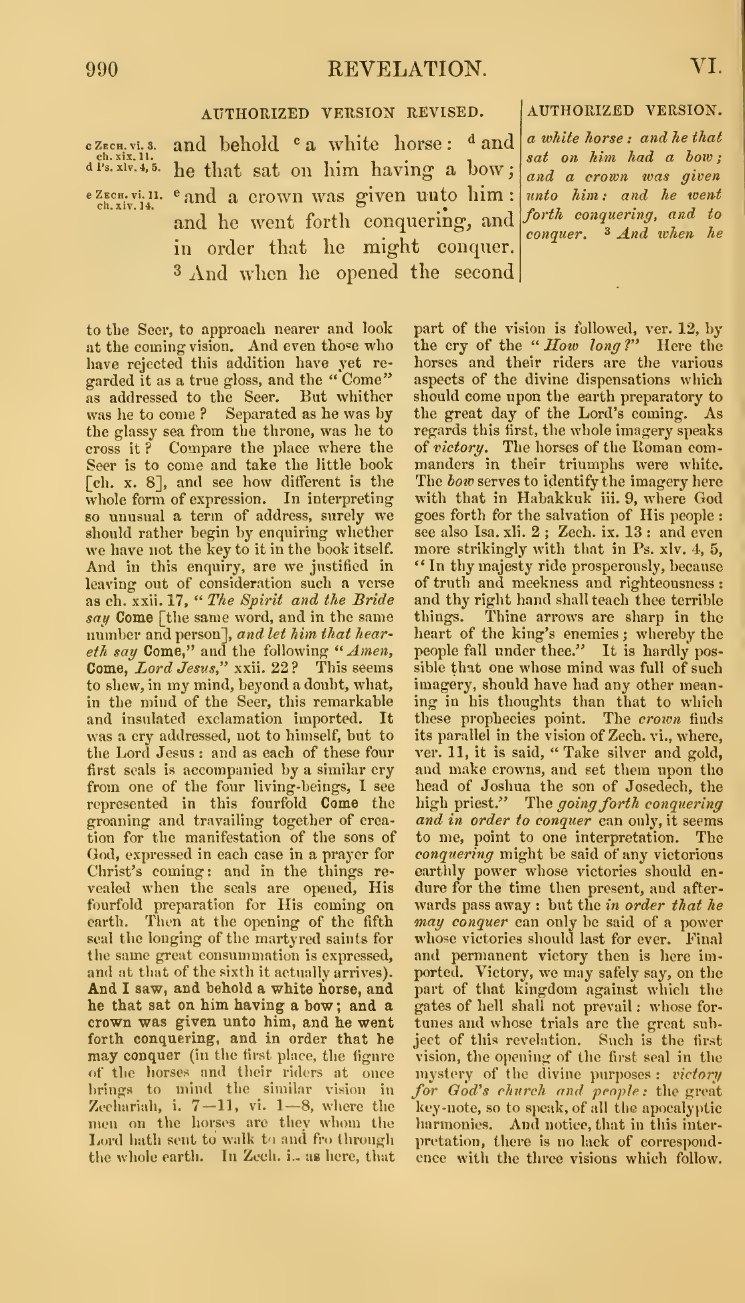 990
REVELATION.
VI.
AUTHORIZED VERSION REVISED.
c ZECH. vi. 3.
ch. xix. 11.
d Ps. xlv. 4, 5.
e ZECH. vi. 11.
ch. xiv. 14.
and behold c a white horse: d and
he that sat on him having a bow;
e and a crown was given unto him:
and he went forth conquering, and
in order that he might conquer.
3 And when he opened the second
AUTHORIZED VERSION.
a white horse: and he that
sat on him had a bow;
and a crown was given
unto him: and he went
forth conquering, and to
conquer. 3 And when he
to the Seer, to approach nearer and look
at the coming vision. And even those who
have rejected this addition have yet re-
garded it as a true gloss, and the “Come”
as addressed to the Seer. But whither
was he to come? Separated as he was by
the glassy sea from the throne, was he to
cross it? Compare the place where the
Seer is to come and take the little book
[ch. x. 8], and see how different is the
whole form of expression. In interpreting
so unusual a term of address, surely we
should rather begin by enquiring whether
we have not the key to it in the book itself.
And in this enquiry, are we justified in
leaving out of consideration such a verse
as ch. xxii. 17, “The Spirit and the Bride
say Come [the same word, and in the same
number and person], and let him that hear-
eth say Come,” and the following “Amen,
Come, Lord Jesus,” xxii. 22? This seems
to shew, in my mind, beyond a doubt, what,
in the mind of the Seer, this remarkable
and insulated exclamation imported. It
was a cry addressed, not to himself, but to
the Lord Jesus: and as each of these four
first seals is accompanied by a similar cry
from one of the four living-beings, I see
represented in this fourfold Come the
groaning and travailing together of crea-
tion for the manifestation of the sons of
God, expressed in each case in a prayer for
Christ's coming: and in the things re-
vealed when the seals are opened, His
fourfold preparation for His coming on
earth. Then at the opening of the fifth
seal the longing of the martyred saints for
the same great consummation is expressed,
and at that of the sixth it actually arrives).
And I saw, and behold a white horse, and
he that sat on him having a bow; and a
crown was given unto him, and he went
forth conquering, and in order that he
may conquer (in the first place, the figure
of the horses and their riders at once
brings to mind the similar vision in
Zechariah, i. 7—11, vi. 1—8, where the
men on the horses are they whom the
Lord hath sent to walk to and fro through
the whole earth. In Zech. i., as here, that
part of the vision is followed, ver. 12, by
the cry of the “How long?” Here the
horses and their riders are the various
aspects of the divine dispensations which
should come upon the earth preparatory to
the great day of the Lord's coming. As
regards this first, the whole imagery speaks
of victory. The horses of the Roman com-
manders in their triumphs were white.
The bow serves to identify the imagery here
with that in Habakkuk iii. 9, where God
goes forth for the salvation of His people:
see also Isa. xli. 2; Zech. ix. 13: and even
more strikingly with that in Ps. xlv. 4, 5,
“In thy majesty ride prosperously, because
of truth and meekness and righteousness:
and thy right hand shall teach thee terrible
things. Thine arrows are sharp in the
heart of the king's enemies; whereby the
people fall under thee.” It is hardly pos-
sible that one whose mind was full of such
imagery, should have had any other mean-
ing in his thoughts than that to which
these prophecies point. The crown finds
its parallel in the vision of Zech. vi., where,
ver. 11, it is said, “Take silver and gold,
and make crowns, and set them upon the
head of Joshua the son of Josedech, the
high priest.” The going forth conquering
and in order to conquer can only, it seems
to me, point to one interpretation. The
conquering might be said of any victorious
earthly power whose victories should en-
dure for the time then present, and after-
wards pass away: but the in order that he
may conquer can only be said of a power
whose victories should last for ever. Final
and permanent victory then is here im-
ported. Victory, we may safely say, on the
part of that kingdom against which the
gates of hell shall not prevail: whose for-
tunes and whose trials are the great sub-
ject of this revelation. Such is the first
vision, the opening of the first seal in the
mystery of the divine purposes: victory
for God's church and people: the great
key-note, so to speak, of all the apocalyptic
harmonies. And notice, that in this inter-
pretation, there is no lack of correspond-
ence with the three visions which follow.